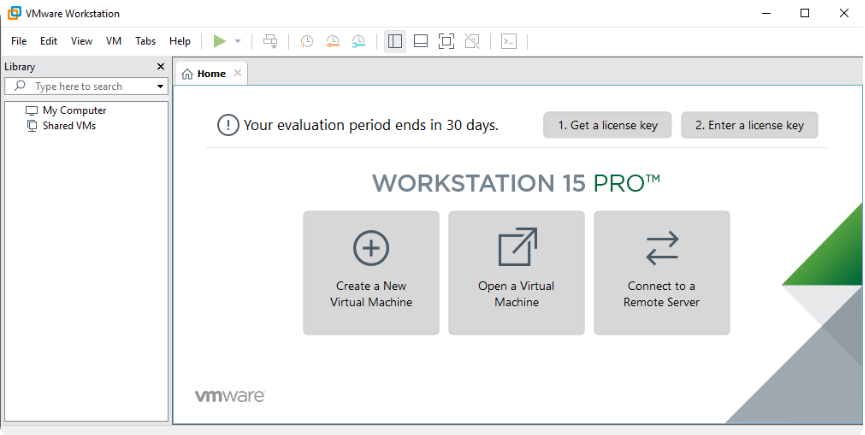 VMware Workstation
File Edit View VM Tabs Help
Library
Home
Type here to search
My Computer
Shared VMs
Your evaluation period ends in 30 days.
1. Get a license key
2. Enter a license key
WORKSTATION 15 PRO™
Create a New
Virtual Machine
Open a Virtual
Machine
Connect to a
Remote Server
vmware